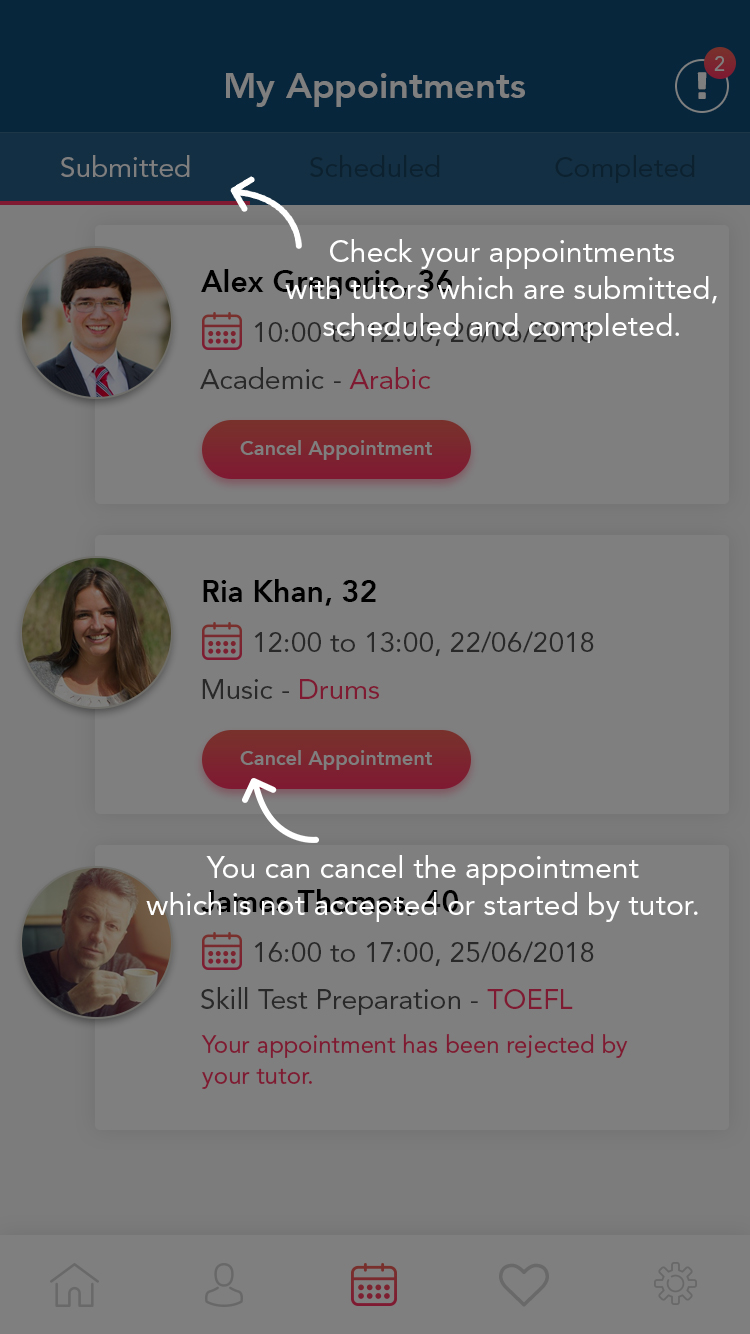 My Appointments
2
Submitted
Scheduled
Completed
Check your appointments
with tutors which are submitted,
scheduled and completed.
Alex Gregorio, 36
10:00 to 12:00, 20/06/2018
Academic - Arabic
Cancel Appointment
Ria Khan, 32
12:00 to 13:00, 22/06/2018
Music - Drums
Cancel Appointment
You can cancel the appointment
which is not accepted or started by tutor.
James Thomas, 40
16:00 to 17:00, 25/06/2018
Skill Test Preparation - TOEFL
Your appointment has been rejected by
your tutor.